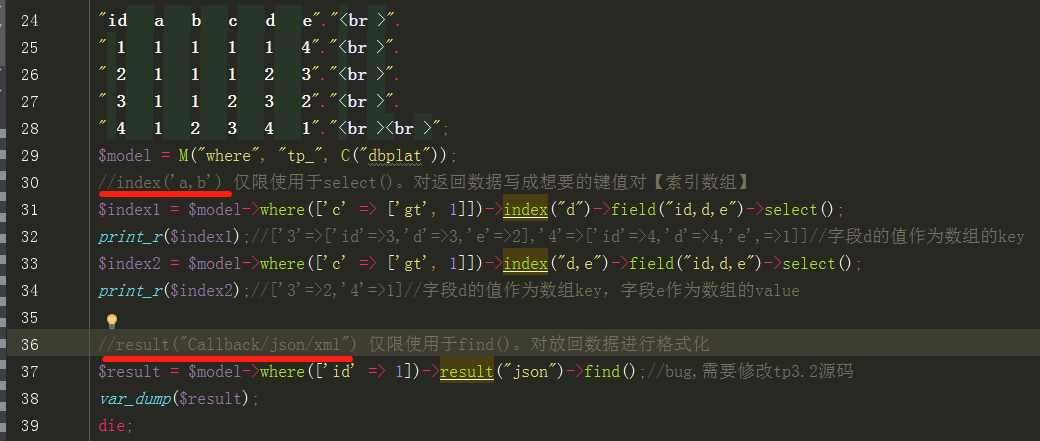 24 "id a b c d e"."<br >".
25 " 1 1 1 1 1 4"."<br >".
26 " 2 1 1 1 2 3"."<br >".
27 " 3 1 1 2 3 2"."<br >".
28 " 4 1 2 3 4 1"."<br ><br >";
29 $model = M("where", "tp_", C("dbplat"));
30 //index('a,b') 仅限使用于select()。对返回数据写成想要的键值对【索引数组】
31 $index1 = $model->where(['c' => ['gt', 1]])->index("d")->field("id,d,e")->select();
32 print_r($index1);//['3'=>['id'=>3,'d'=>3,'e'=>2],'4'=>['id'=>4,'d'=>4,'e',=>1]]//字段d的值作为数组的key
33 $index2 = $model->where(['c' => ['gt', 1]])->index("d,e")->field("id,d,e")->select();
34 print_r($index2);//['3'=>2,'4'=>1]//字段d的值作为数组key，字段e作为数组的value
35
36 //result("Callback/json/xml") 仅限使用于find()。对放回数据进行格式化
37 $result = $model->where(['id' => 1])->result("json")->find();//bug,需要修改tp3.2源码
38 var_dump($result);
39 die;